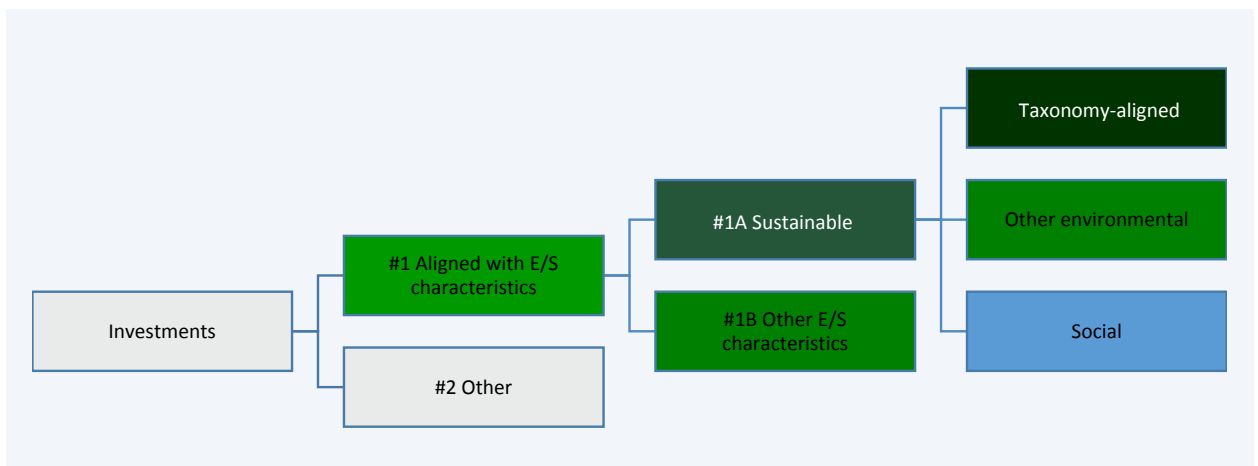 Investments
#1 Aligned with E/S
characteristics
#2 Other
#1A Sustainable
#1B Other E/S
characteristics
Taxonomy-aligned
Other environmental
Social